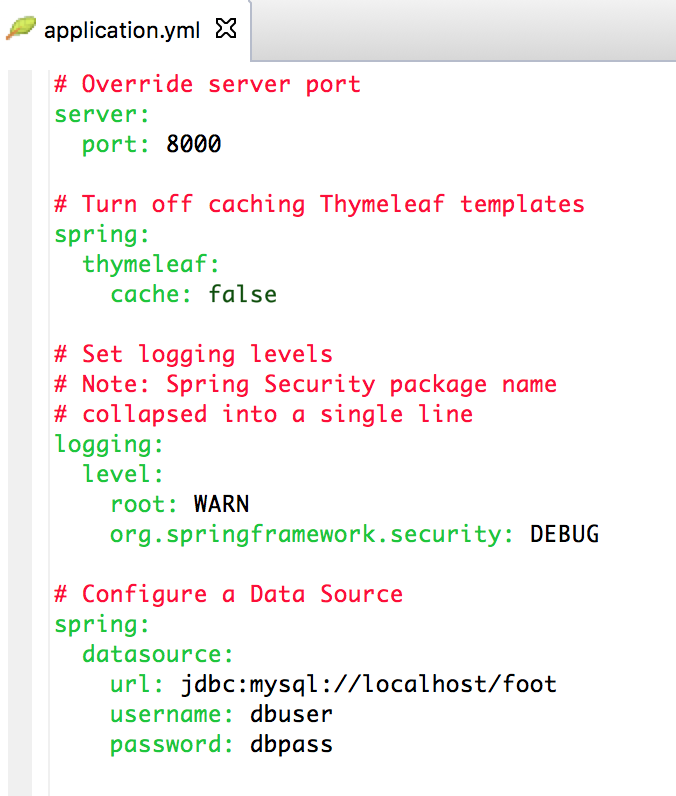 application.yml
# Override server port
server:
  port: 8000
# Turn off caching Thymeleaf templates
spring:
  thymeleaf:
    cache: false
# Set logging levels
# Note: Spring Security package name
# collapsed into a single line
logging:
  level:
    root: WARN
    org.springframework.security: DEBUG
# Configure a Data Source
spring:
  datasource:
    url: jdbc:mysql://localhost/foot
    username: dbuser
    password: dbpass